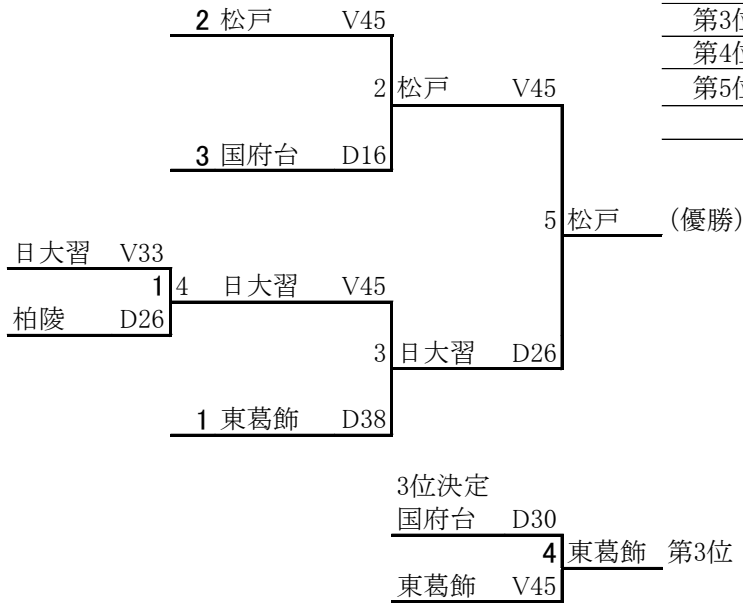 2 松戸 V45
第3位
第4位
2 松戸 V45
第5位
3 国府台 D16
5 松戸 (優勝)
日大習 V33
1 4 日大習 V45
柏陵 D26
3 日大習 D26
1 東葛飾 D38
3位決定
国府台 D30
4 東葛飾 第3位
東葛飾 V45